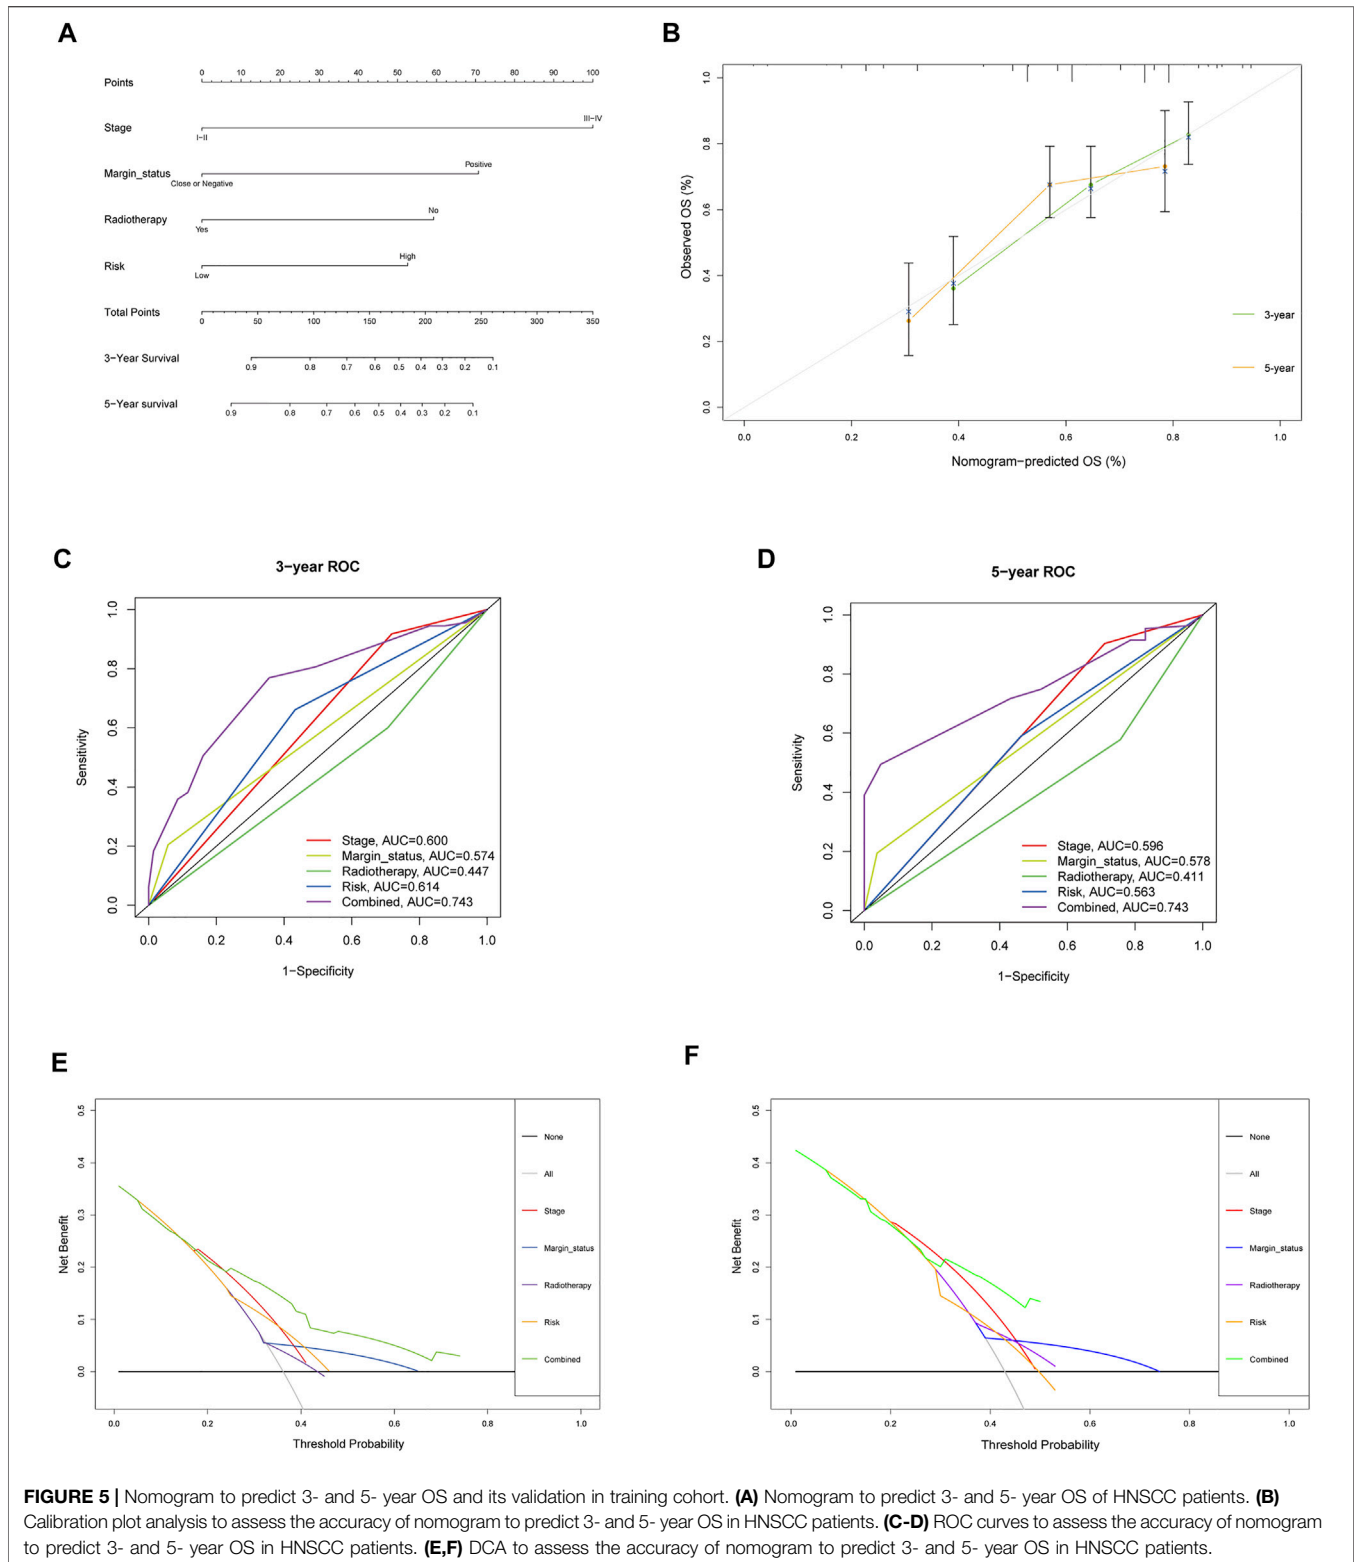 A
Points
0 10 20 30 40 50 60 70 80 90 100
Stage
III−IV
I−II
Margin_status
Positive
Close or Negative
Radiotherapy
No
Yes
Risk
High
Low
Total Points
0 50 100 150 200 250 300 350
3−Year Survival
0.9 0.8 0.7 0.6 0.5 0.4 0.3 0.2 0.1
5−Year survival
0.9 0.8 0.7 0.6 0.5 0.4 0.3 0.2 0.1
B
Observed OS (%)
1.0
0.8
0.6
0.4
0.2
0.0
3-year
5-year
0.0 0.2 0.4 0.6 0.8 1.0
Nomogram−predicted OS (%)
C
3−year ROC
Sensitivity
1.0
0.8
0.6
0.4
0.2
0.0
Stage, AUC=0.600
Margin_status, AUC=0.574
Radiotherapy, AUC=0.447
Risk, AUC=0.614
Combined, AUC=0.743
0.0 0.2 0.4 0.6 0.8 1.0
1−Specificity
D
5−year ROC
Sensitivity
1.0
0.8
0.6
0.4
0.2
0.0
Stage, AUC=0.596
Margin_status, AUC=0.578
Radiotherapy, AUC=0.411
Risk, AUC=0.563
Combined, AUC=0.743
0.0 0.2 0.4 0.6 0.8 1.0
1−Specificity
E
Net Benefit
0.5
0.4
0.3
0.2
0.1
0.0
None
All
Stage
Margin_status
Radiotherapy
Risk
Combined
0.0 0.2 0.4 0.6 0.8 1.0
Threshold Probability
F
Net Benefit
0.5
0.4
0.3
0.2
0.1
0.0
None
All
Stage
Margin_status
Radiotherapy
Risk
Combined
0.0 0.2 0.4 0.6 0.8 1.0
Threshold Probability
FIGURE 5 | Nomogram to predict 3- and 5- year OS and its validation in training cohort. (A) Nomogram to predict 3- and 5- year OS of HNSCC patients. (B)
Calibration plot analysis to assess the accuracy of nomogram to predict 3- and 5- year OS in HNSCC patients. (C-D) ROC curves to assess the accuracy of nomogram
to predict 3- and 5- year OS in HNSCC patients. (E,F) DCA to assess the accuracy of nomogram to predict 3- and 5- year OS in HNSCC patients.